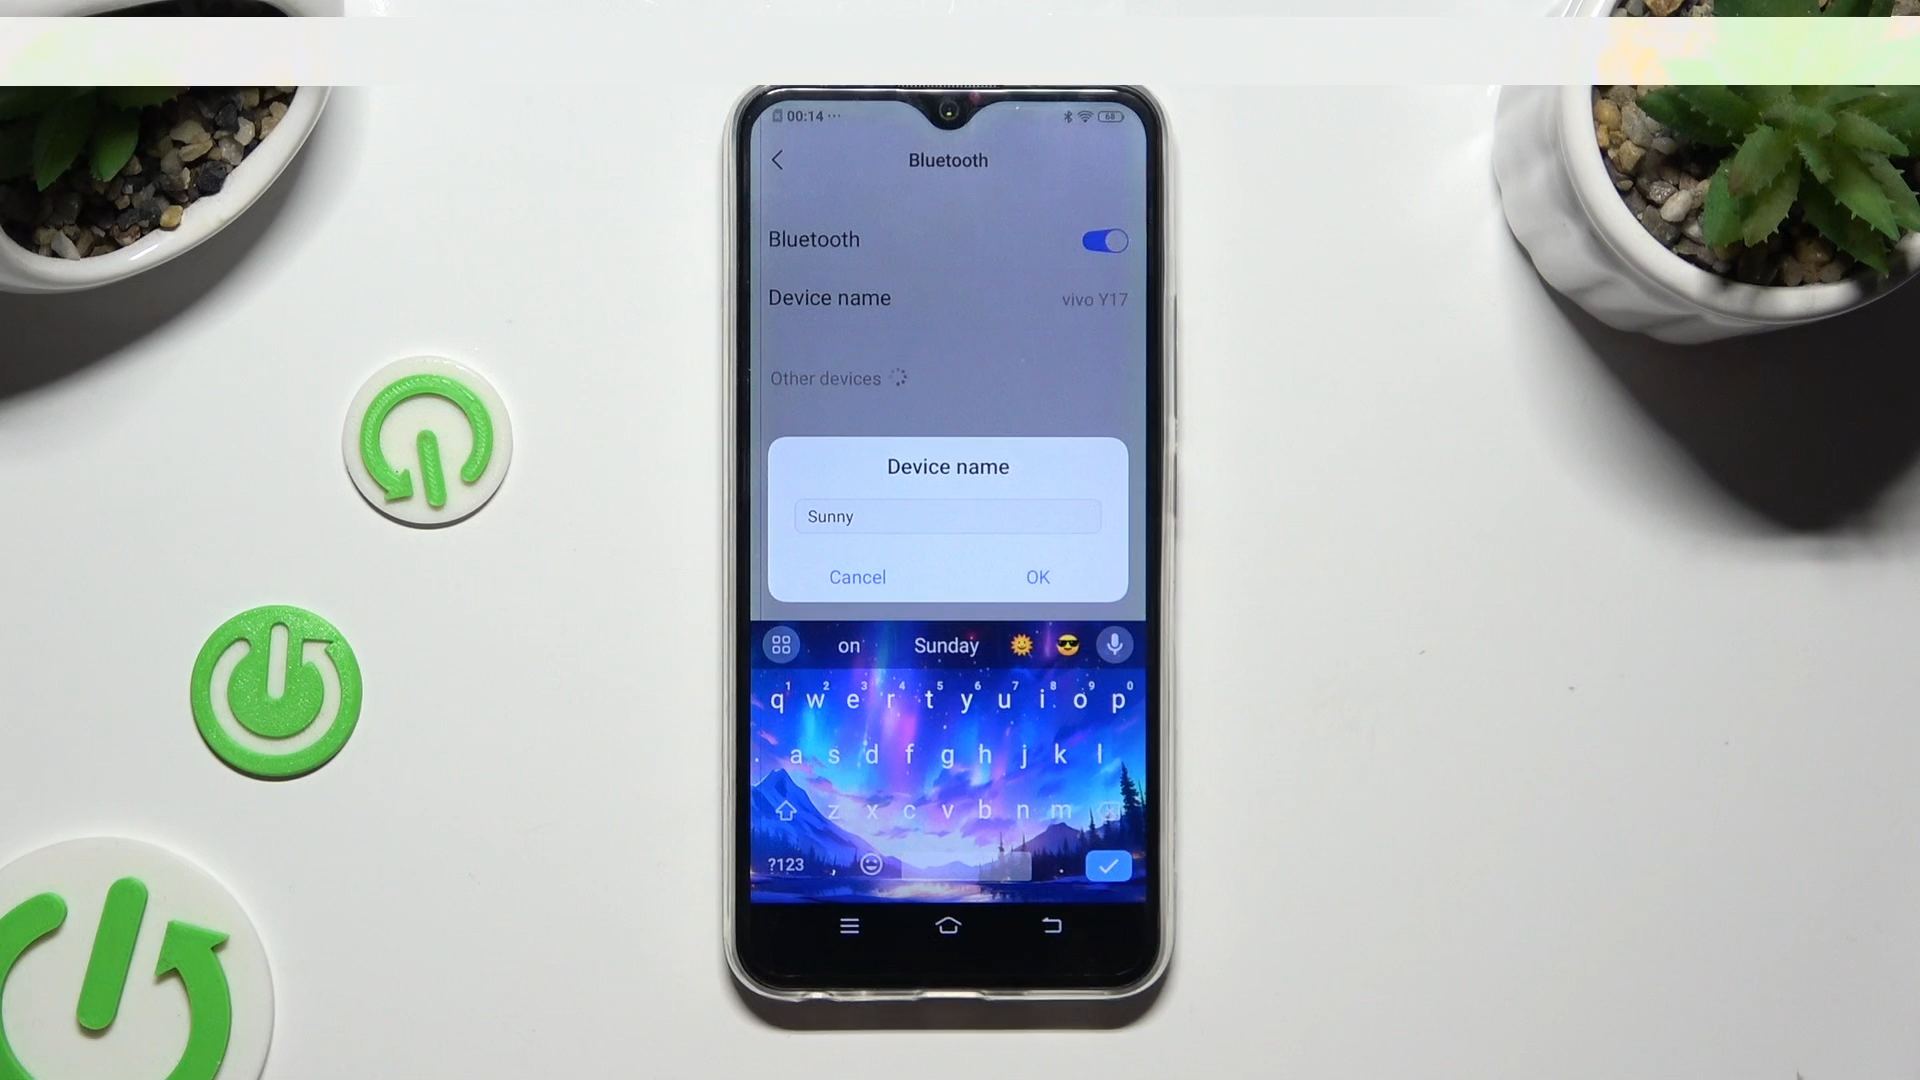 00:14 ...
68
Bluetooth
Bluetooth
Device name
vivo Y17
Other devices
Device name
Sunny
Cancel
OK
on Sunday
1 2 3 4 5 6 7 8 9 0
q w e r t y u i o p
a s d f g h j k l
z x c v b n m
?123 , .